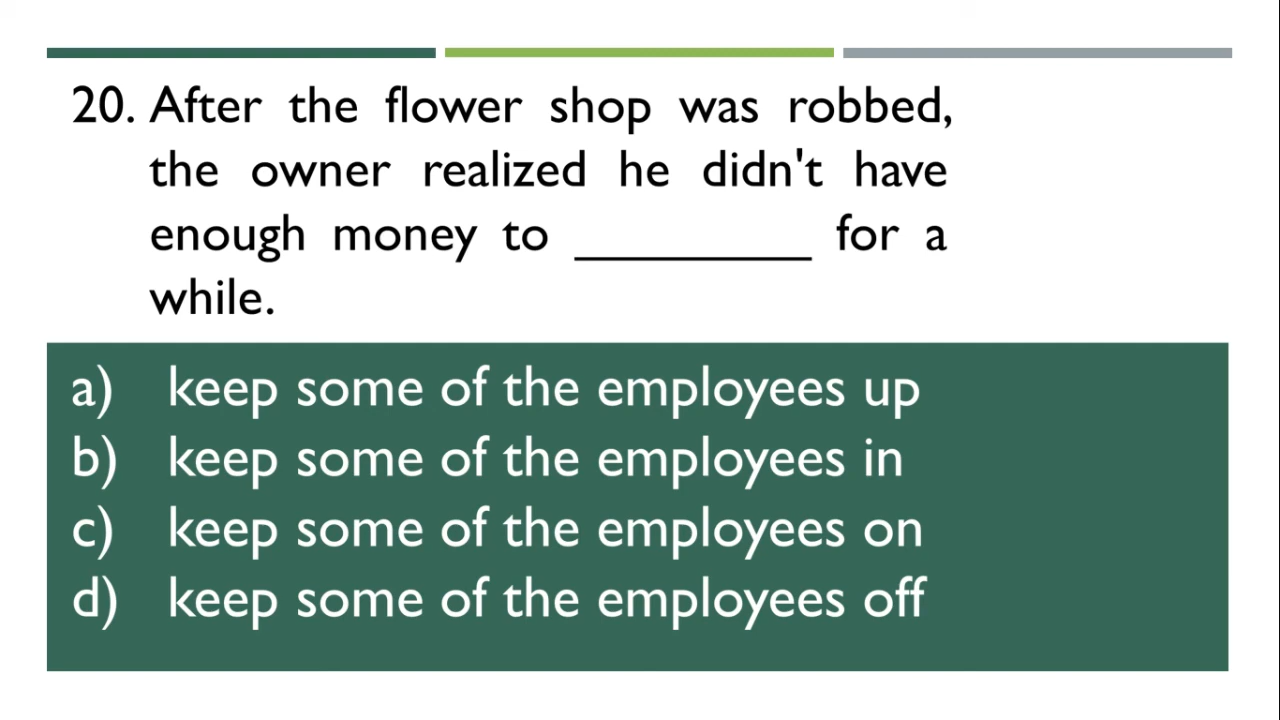 20. After the flower shop was robbed,
the owner realized he didn't have
enough money to __________ for a
while.
a) keep some of the employees up
b) keep some of the employees in
c) keep some of the employees on
d) keep some of the employees off